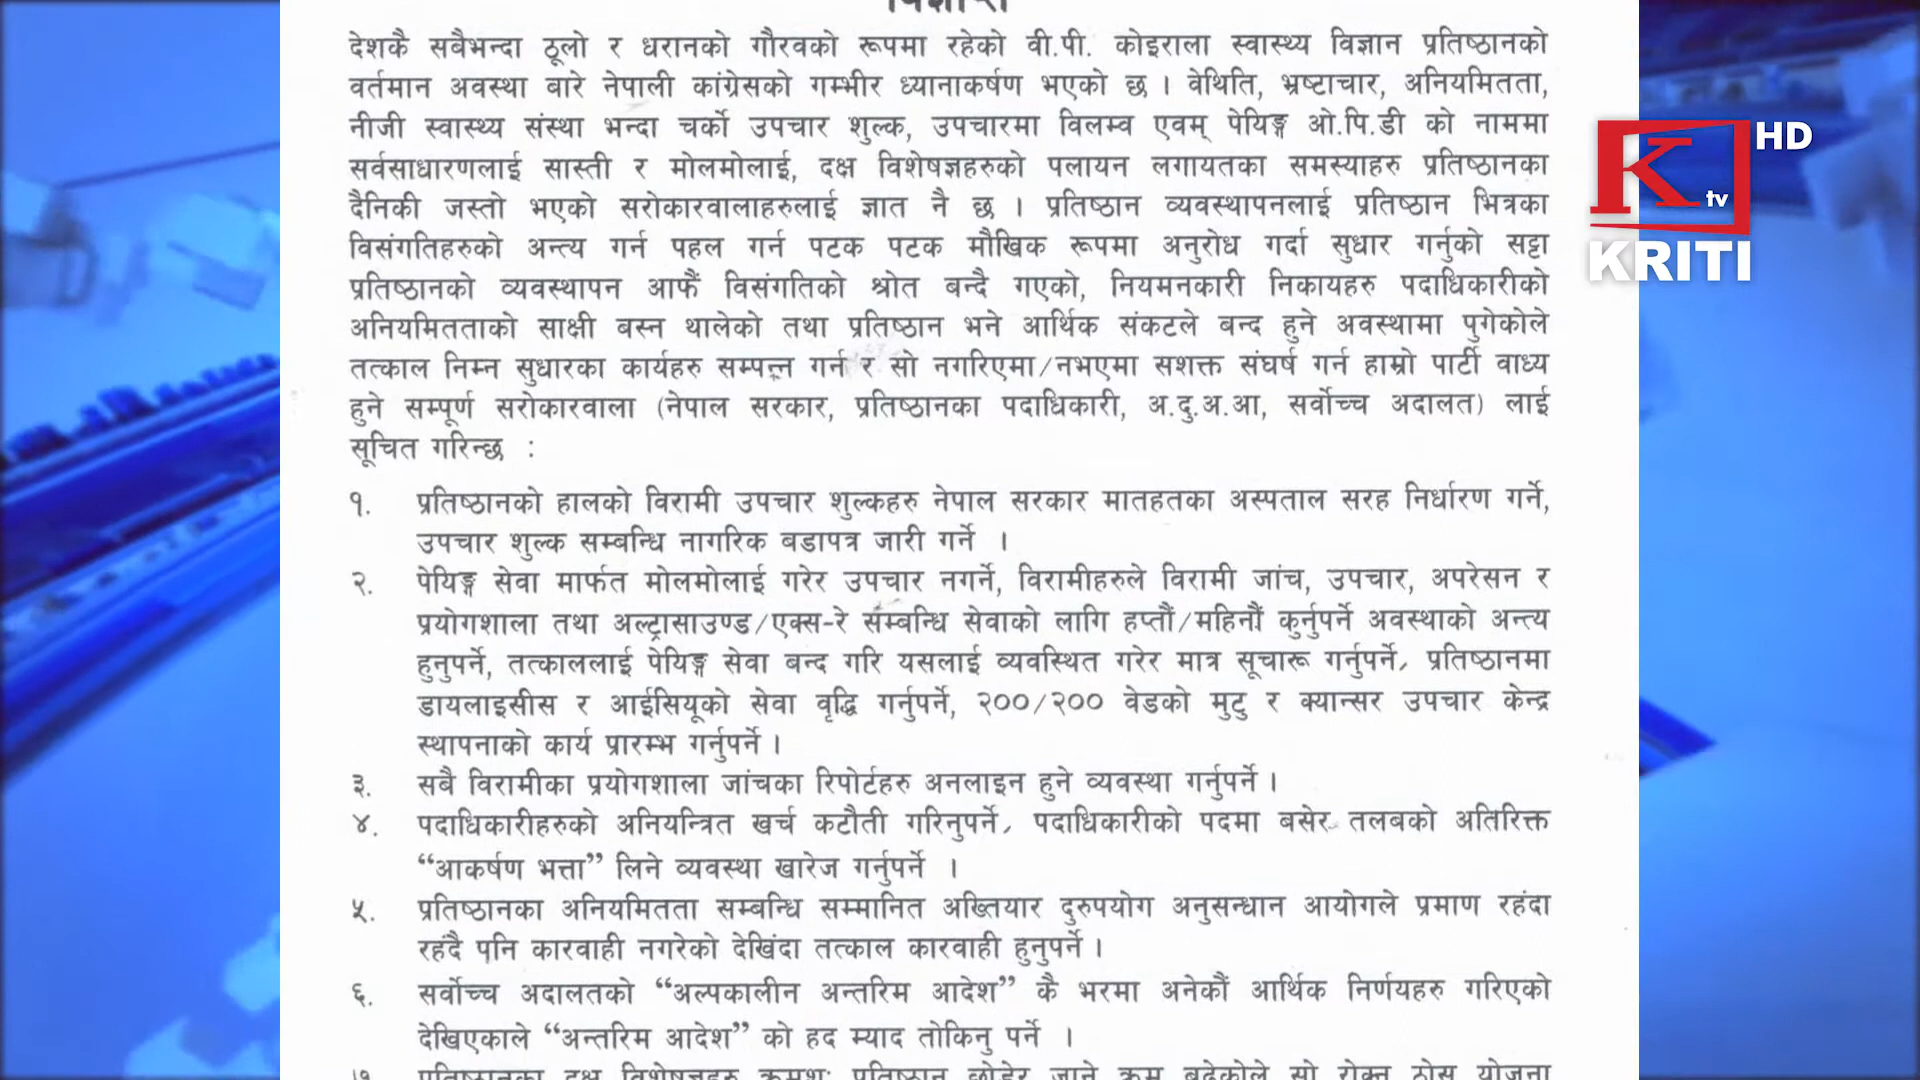 देशकै सबैभन्दा ठूलो र धरानको गौरवको रूपमा रहेको वी.पी. कोइराला स्वास्थ्य विज्ञान प्रतिष्ठानको
वर्तमान अवस्था बारे नेपाली कांग्रेसको गम्भीर ध्यानाकर्षण भएको छ । वेथिति, भ्रष्टाचार, अनियमितता,
नीजी स्वास्थ्य संस्था भन्दा चर्को उपचार शुल्क, उपचारमा विलम्व एवम् पेयिङ्ग ओ.पि.डी को नाममा
सर्वसाधारणलाई सास्ती र मोलमोलाई, दक्ष विशेषज्ञहरुको पलायन लगायतका समस्याहरु प्रतिष्ठानका
दैनिकी जस्तो भएको सरोकारवालाहरुलाई ज्ञात नै छ । प्रतिष्ठान व्यवस्थापनलाई प्रतिष्ठान भित्रका
विसंगतिहरुको अन्त्य गर्न पहल गर्न पटक पटक मौखिक रूपमा अनुरोध गर्दा सुधार गर्नुको सट्टा
प्रतिष्ठानको व्यवस्थापन आफैं विसंगतिको श्रोत बन्दै गएको, नियमनकारी निकायहरु पदाधिकारीको
अनियमितताको साक्षी बस्न थालेको तथा प्रतिष्ठान भने आर्थिक संकटले बन्द हुने अवस्थामा पुगेकोले
तत्काल निम्न सुधारका कार्यहरु सम्पन्न गर्न र सो नगरिएमा/नभएमा सशक्त संघर्ष गर्न हाम्रो पार्टी वाध्य
हुने सम्पूर्ण सरोकारवाला (नेपाल सरकार, प्रतिष्ठानका पदाधिकारी, अ.दु.अ.आ, सर्वोच्च अदालत) लाई
सूचित गरिन्छ :
१. प्रतिष्ठानको हालको विरामी उपचार शुल्कहरु नेपाल सरकार मातहतका अस्पताल सरह निर्धारण गर्ने,
उपचार शुल्क सम्बन्धि नागरिक बडापत्र जारी गर्ने ।
२. पेयिङ्ग सेवा मार्फत मोलमोलाई गरेर उपचार नगर्ने, विरामीहरुले विरामी जांच, उपचार, अपरेसन र
प्रयोगशाला तथा अल्ट्रासाउण्ड/एक्स-रे सम्बन्धि सेवाको लागि हप्तौं/महिनौं कुर्नुपर्ने अवस्थाको अन्त्य
हुनुपर्ने, तत्काललाई पेयिङ्ग सेवा बन्द गरि यसलाई व्यवस्थित गरेर मात्र सूचारू गर्नुपर्ने, प्रतिष्ठानमा
डायलाइसीस र आईसियूको सेवा वृद्धि गर्नुपर्ने, २००/२०० वेडको मुटु र क्यान्सर उपचार केन्द्र
स्थापनाको कार्य प्रारम्भ गर्नुपर्ने ।
३. सबै विरामीका प्रयोगशाला जांचका रिपोर्टहरु अनलाइन हुने व्यवस्था गर्नुपर्ने ।
४. पदाधिकारीहरुको अनियन्त्रित खर्च कटौती गरिनुपर्ने, पदाधिकारीको पदमा बसेर तलबको अतिरिक्त
“आकर्षण भत्ता” लिने व्यवस्था खारेज गर्नुपर्ने ।
५. प्रतिष्ठानका अनियमितता सम्बन्धि सम्मानित अख्तियार दुरुपयोग अनुसन्धान आयोगले प्रमाण रहंदा
रहंदै पनि कारवाही नगरेको देखिंदा तत्काल कारवाही हुनुपर्ने ।
६. सर्वोच्च अदालतको “अल्पकालीन अन्तरिम आदेश” कै भरमा अनेकौं आर्थिक निर्णयहरु गरिएको
देखिएकाले “अन्तरिम आदेश” को हद म्याद तोकिनु पर्ने ।
७. प्रतिष्ठानका दक्ष विशेषज्ञहरु क्रमशः प्रतिष्ठान छोडेर जाने क्रम बढेकोले सो रोक्न ठोस योजना
K tv HD
KRITI